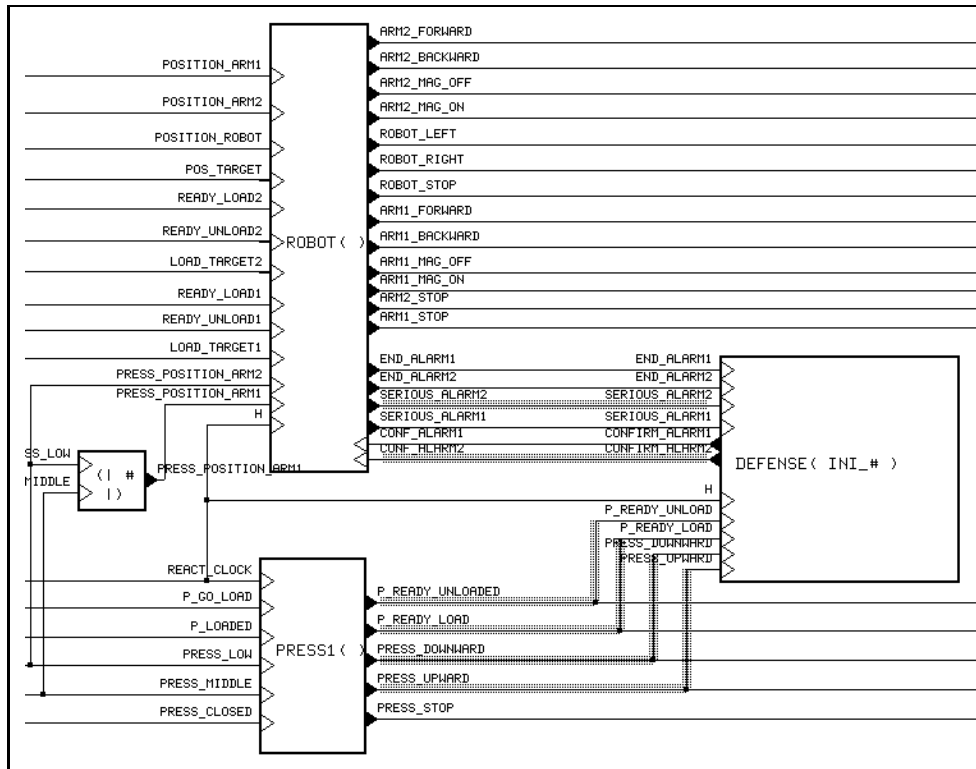 ARM2_FORWARD
ARM2_BACKWARD
POSITION_ARM1
ARM2_MAG_OFF
POSITION_ARM2
ARM2_MAG_ON
POSITION_ROBOT
ROBOT_LEFT
ROBOT_RIGHT
POS_TARGET
ROBOT_STOP
READY_LOAD2
ARM1_FORWARD
READY_UNLOAD2
ROBOT( )
ARM1_BACKWARD
LOAD_TARGET2
ARM1_MAG_OFF
ARM1_MAG_ON
READY_LOAD1
ARM2_STOP
READY_UNLOAD1
ARM1_STOP
LOAD_TARGET1
END_ALARM1
END_ALARM1
PRESS_POSITION_ARM2
END_ALARM2
END_ALARM2
PRESS_POSITION_ARM1
SERIOUS_ALARM2
SERIOUS_ALARM2
H
SERIOUS_ALARM1
SERIOUS_ALARM1
CONF_ALARM1
CONFIRM_ALARM1
CONF_ALARM2
CONFIRM_ALARM2
SS_LOW
PRESS_POSITION_ARM1
(| #
|)
MIDDLE
DEFENSE( INI_# )
H
P_READY_UNLOAD
P_READY_LOAD
PRESS_DOWNWARD
PRESS_UPWARD
REACT_CLOCK
P_GO_LOAD
P_READY_UNLOADED
P_LOADED
P_READY_LOAD
PRESS_LOW
PRESS1( )
PRESS_DOWNWARD
PRESS_MIDDLE
PRESS_UPWARD
PRESS_CLOSED
PRESS_STOP